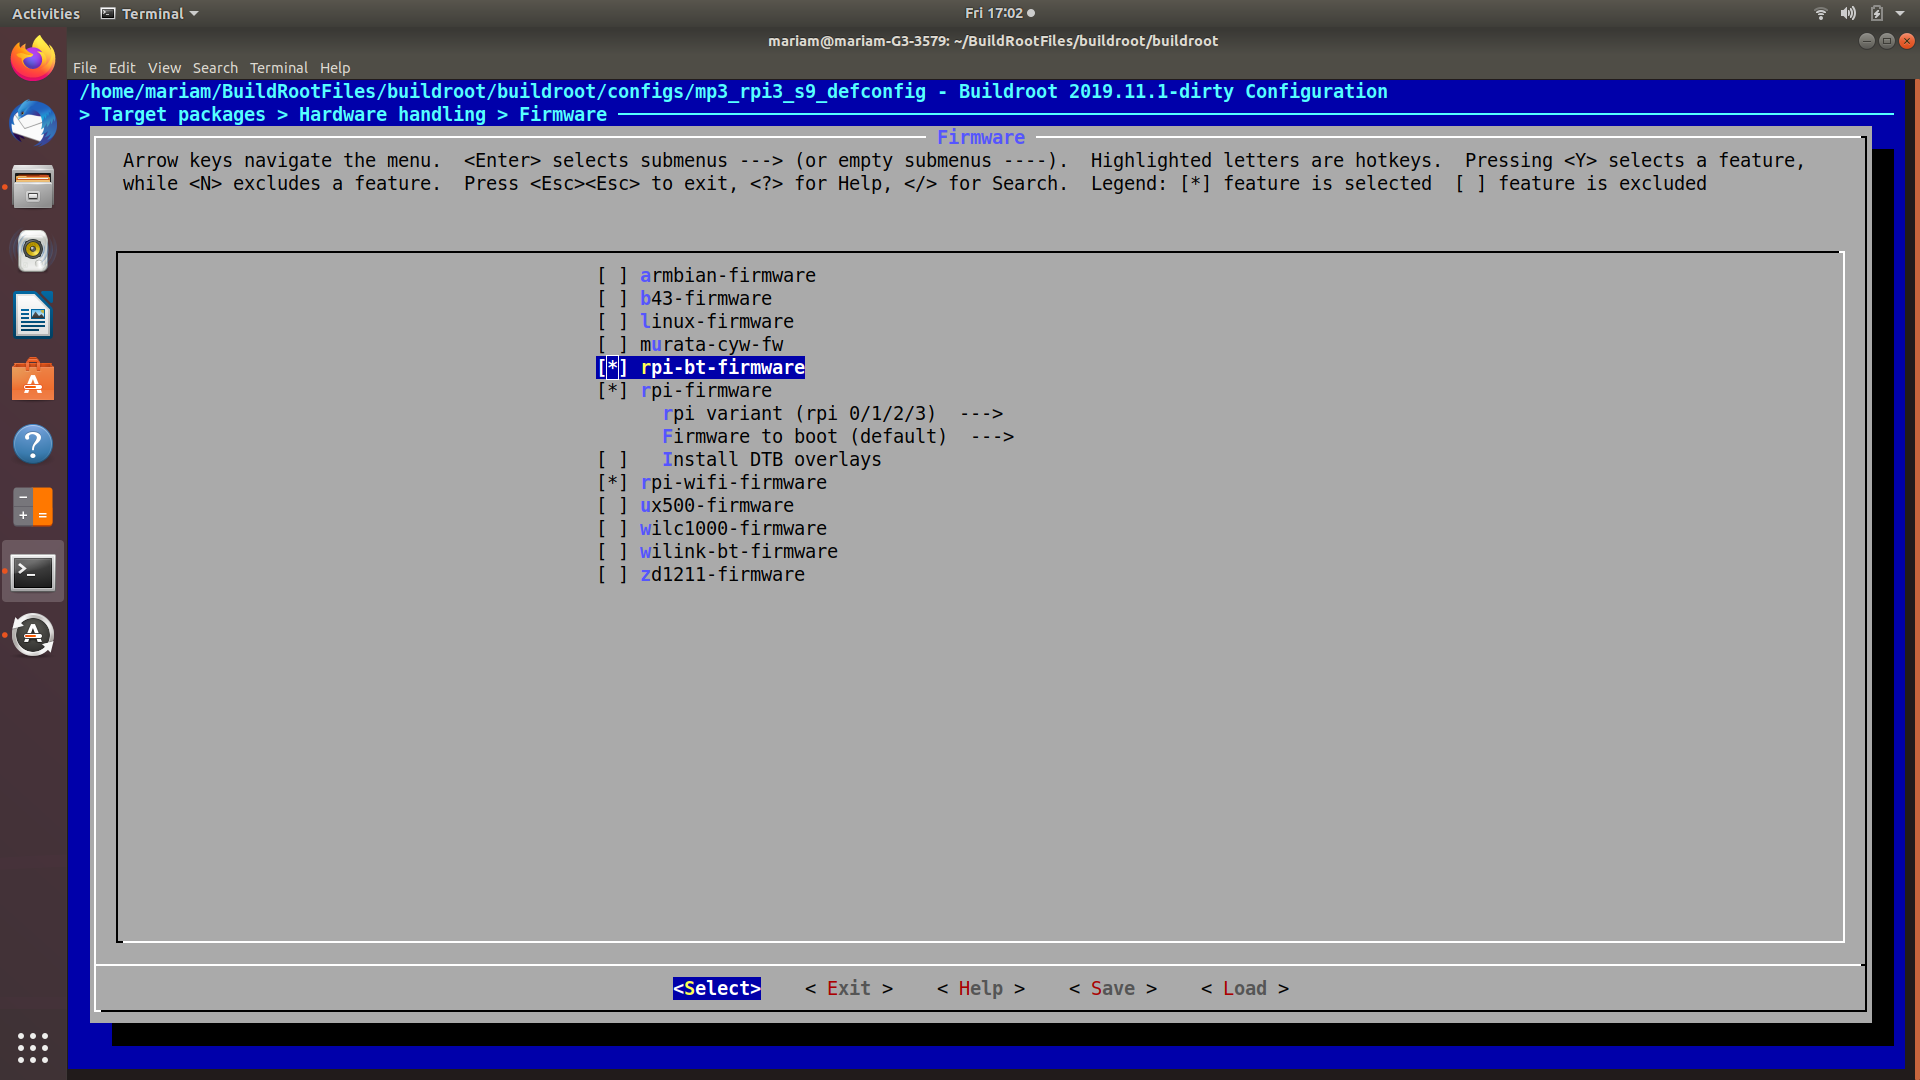 Activities Terminal Fri 17:02
mariam@mariam-G3-3579: ~/BuildRootFiles/buildroot/buildroot
File Edit View Search Terminal Help
/home/mariam/BuildRootFiles/buildroot/buildroot/configs/mp3_rpi3_s9_defconfig - Buildroot 2019.11.1-dirty Configuration
> Target packages > Hardware handling > Firmware
Firmware
Arrow keys navigate the menu.  <Enter> selects submenus ---> (or empty submenus ----).  Highlighted letters are hotkeys.  Pressing <Y> selects a feature,
while <N> excludes a feature.  Press <Esc><Esc> to exit, <?> for Help, </> for Search.  Legend: [*] feature is selected  [ ] feature is excluded
[ ] armbian-firmware
[ ] b43-firmware
[ ] linux-firmware
[ ] murata-cyw-fw
[*] rpi-bt-firmware
[*] rpi-firmware
rpi variant (rpi 0/1/2/3)  --->
Firmware to boot (default)  --->
[ ]   Install DTB overlays
[*] rpi-wifi-firmware
[ ] ux500-firmware
[ ] wilc1000-firmware
[ ] wilink-bt-firmware
[ ] zd1211-firmware
<Select>    < Exit >    < Help >    < Save >    < Load >